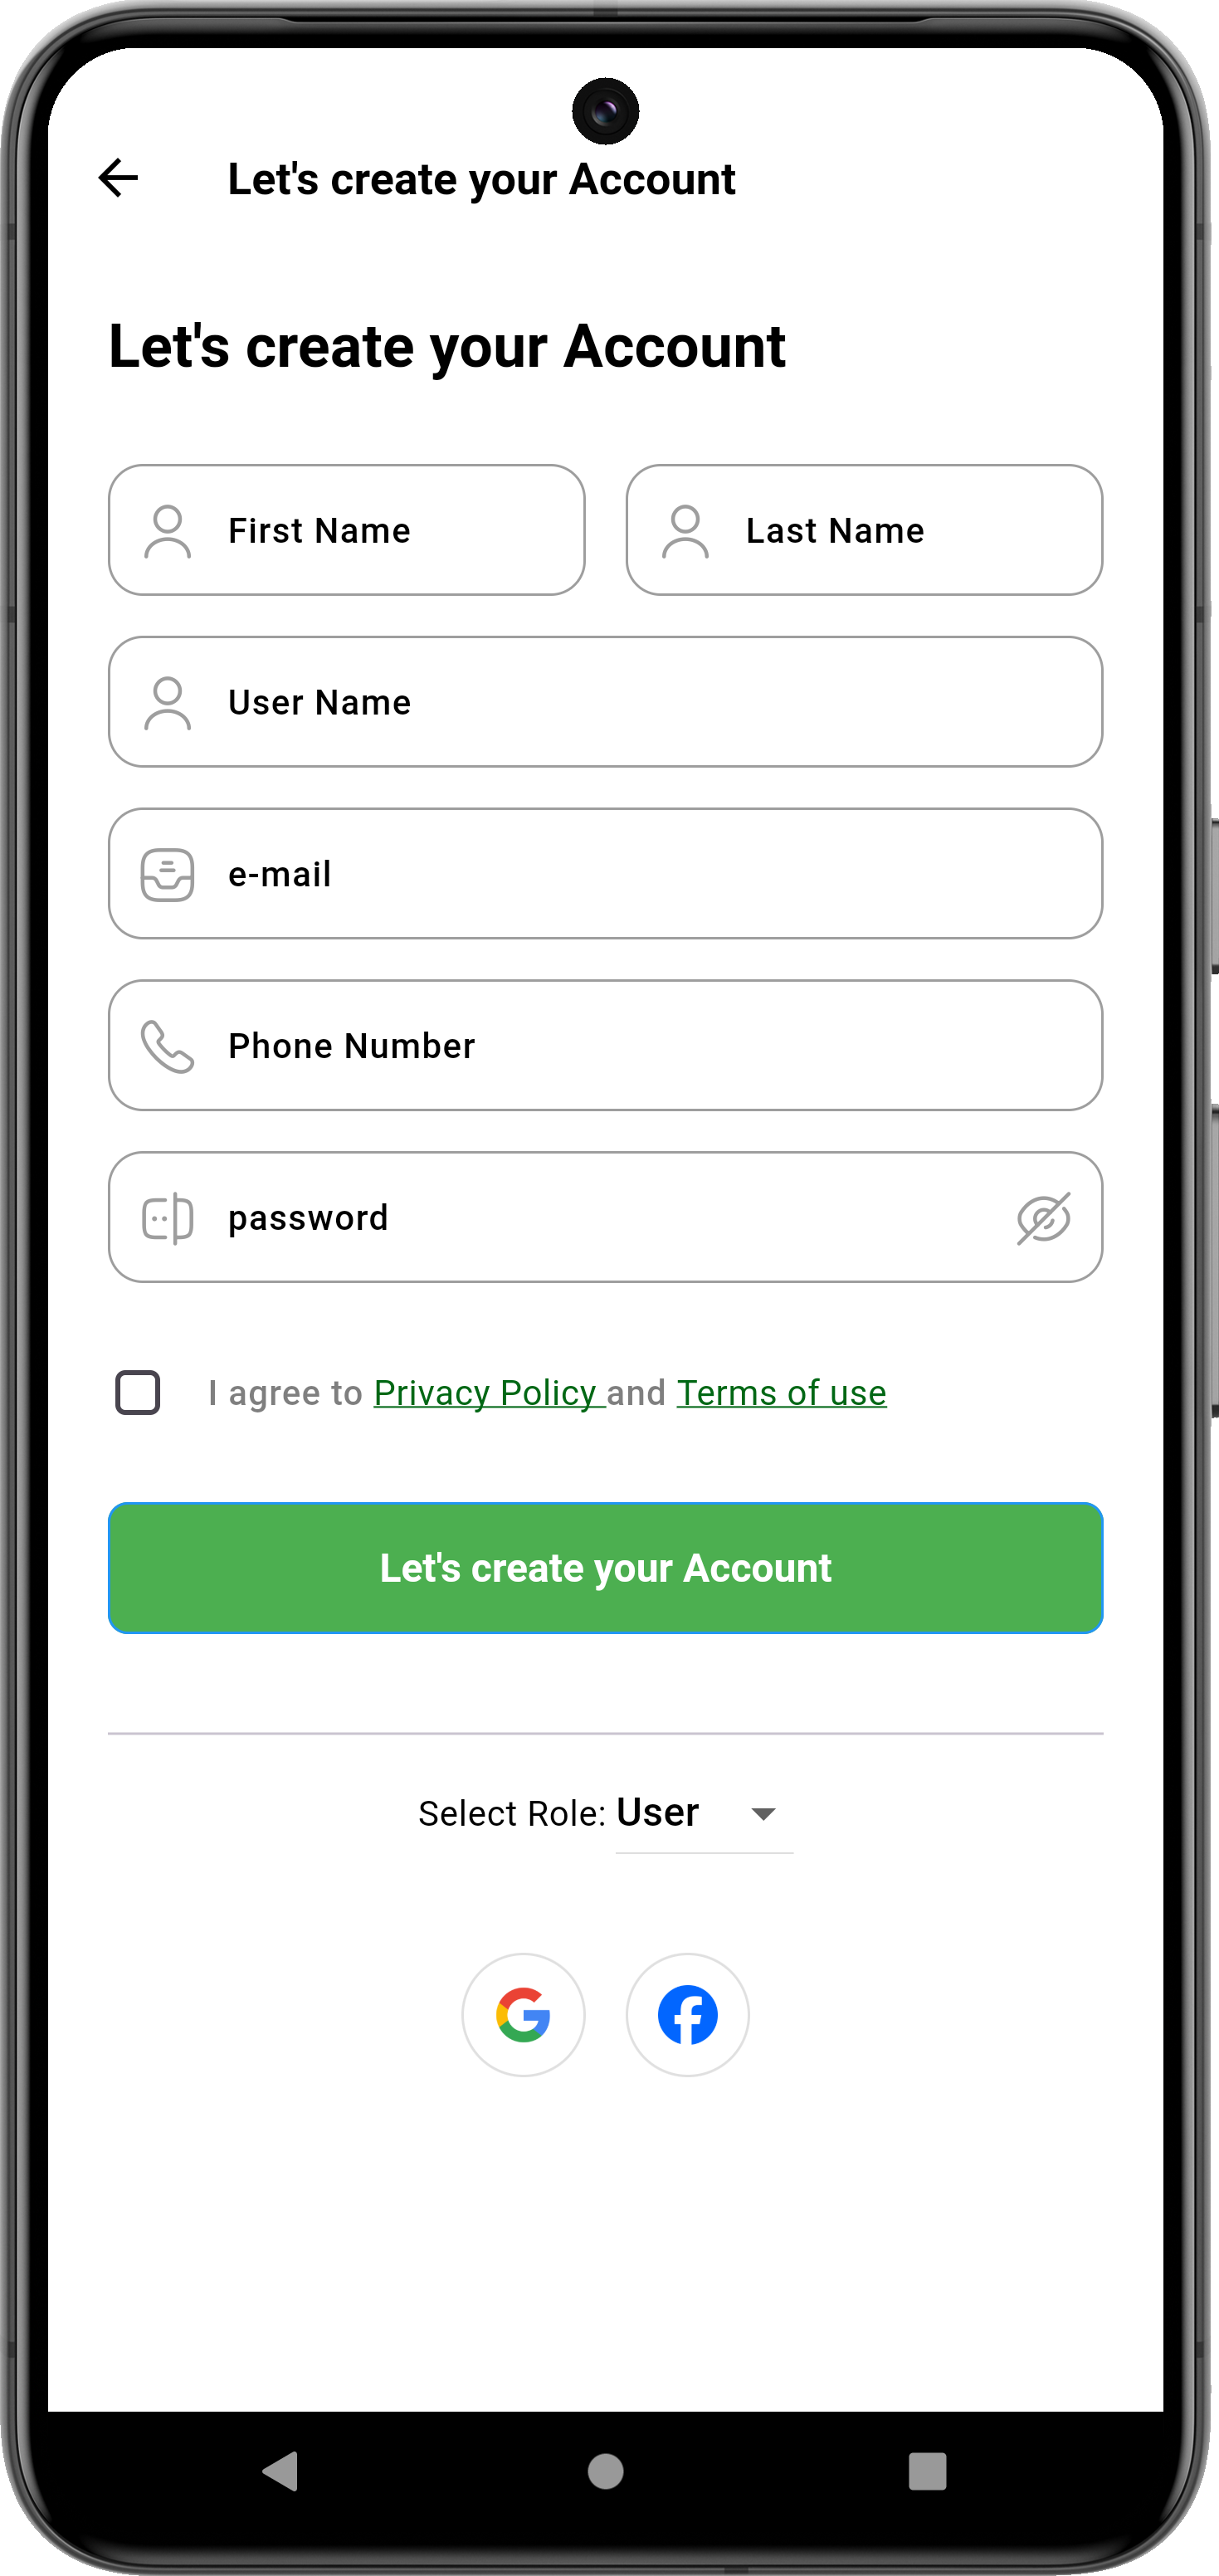 Let's create your Account
Let's create your Account
First Name
Last Name
User Name
e-mail
Phone Number
password
I agree to Privacy Policy and Terms of use
Let's create your Account
Select Role: User